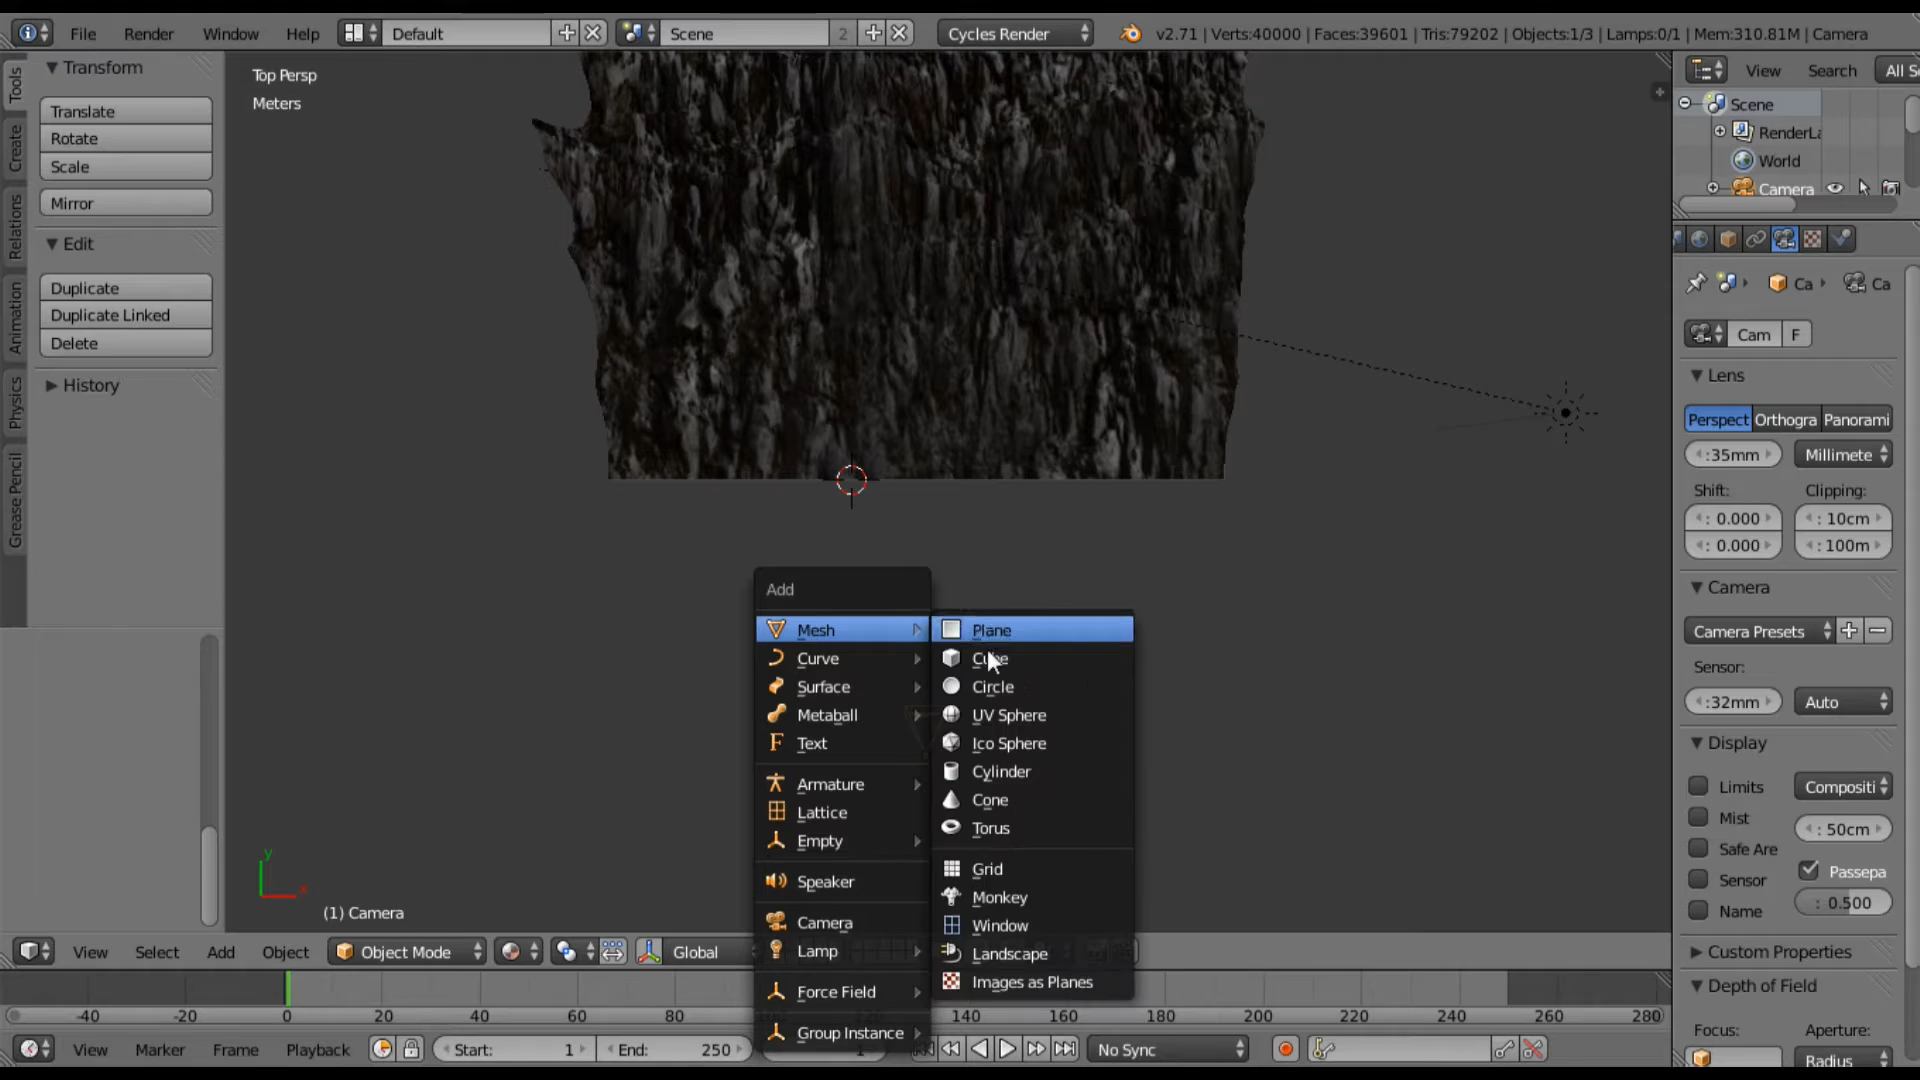 File Render Window Help Default Scene 2 Cycles Render v2.71 | Verts:40000 | Faces:39601 | Tris:79202 | Objects:1/3 | Lamps:0/1 | Mem:310.81M | Camera
Tools
Create
Relations
Animation
Physics
Grease Pencil
Transform
Translate
Rotate
Scale
Mirror
Edit
Duplicate
Duplicate Linked
Delete
History
Top Persp
Meters
Add
Mesh
Curve
Surface
Metaball
Text
Armature
Lattice
Empty
Speaker
Camera
Lamp
Force Field
Group Instance
Plane
Cube
Circle
UV Sphere
Ico Sphere
Cylinder
Cone
Torus
Grid
Monkey
Window
Landscape
Images as Planes
y
x
(1) Camera
View Search All S
Scene
RenderLa
World
Camera
Ca Ca
Cam F
Lens
Perspect Orthogra Panorami
:35mm Millimete
Shift: Clipping:
: 0.000 : 10cm
: 0.000 : 100m
Camera
Camera Presets
Sensor:
:32mm Auto
Display
Limits Compositi
Mist
: 50cm
Safe Are
Passepa
Sensor
: 0.500
Name
Custom Properties
Depth of Field
Focus: Aperture:
Radius
View Select Add Object Object Mode Global
-40 -20 0 20 40 60 80 140 160 180 200 220 240 260 280
View Marker Frame Playback Start: 1 End: 250 1 No Sync